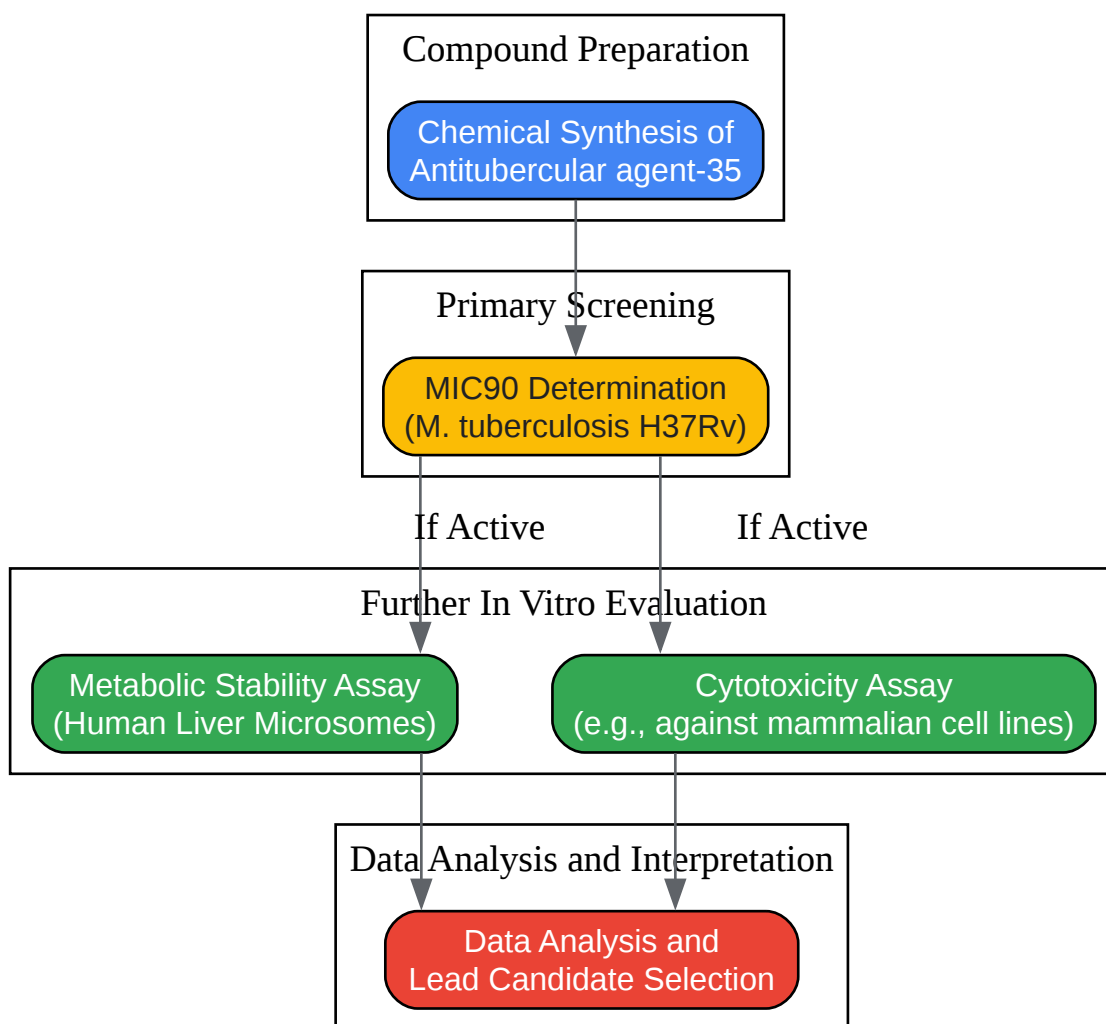 Compound Preparation
Chemical Synthesis of
Antitubercular agent-35
Primary Screening
MIC90 Determination
(M. tuberculosis H37Rv)
If Active
If Active
Further In Vitro Evaluation
Metabolic Stability Assay
(Human Liver Microsomes)
Cytotoxicity Assay
(e.g., against mammalian cell lines)
Data Analysis and Interpretation
Data Analysis and
Lead Candidate Selection